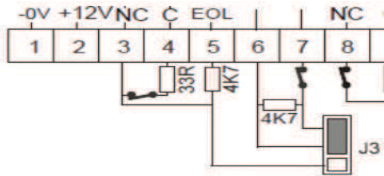 -0V +12V NC C EOL NC
1 2 3 4 5 6 7 8
33R 4K7
4K7
J3